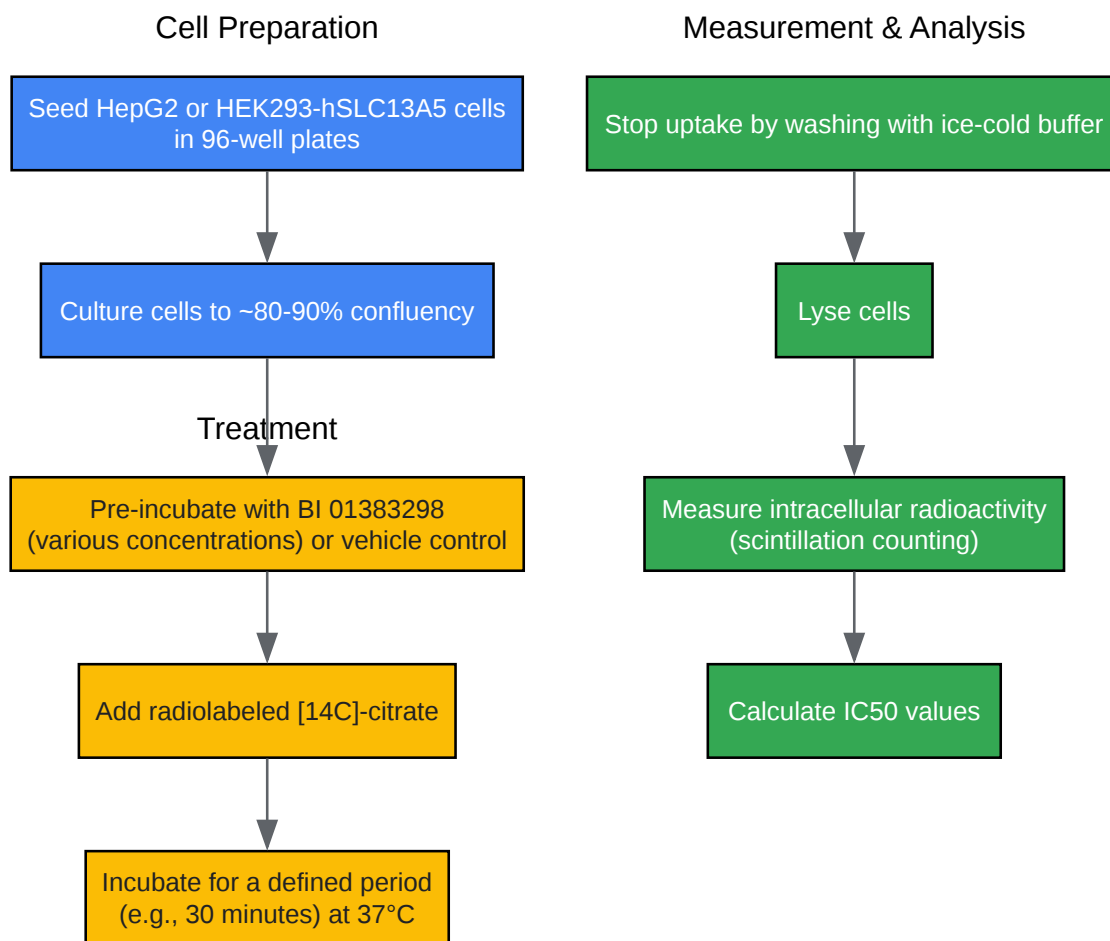 Cell Preparation
Seed HepG2 or HEK293-hSLC13A5 cells
in 96-well plates
Culture cells to ~80-90% confluency
Treatment
Pre-incubate with BI 01383298
(various concentrations) or vehicle control
Add radiolabeled [14C]-citrate
Incubate for a defined period
(e.g., 30 minutes) at 37°C
Measurement & Analysis
Stop uptake by washing with ice-cold buffer
Lyse cells
Measure intracellular radioactivity
(scintillation counting)
Calculate IC50 values